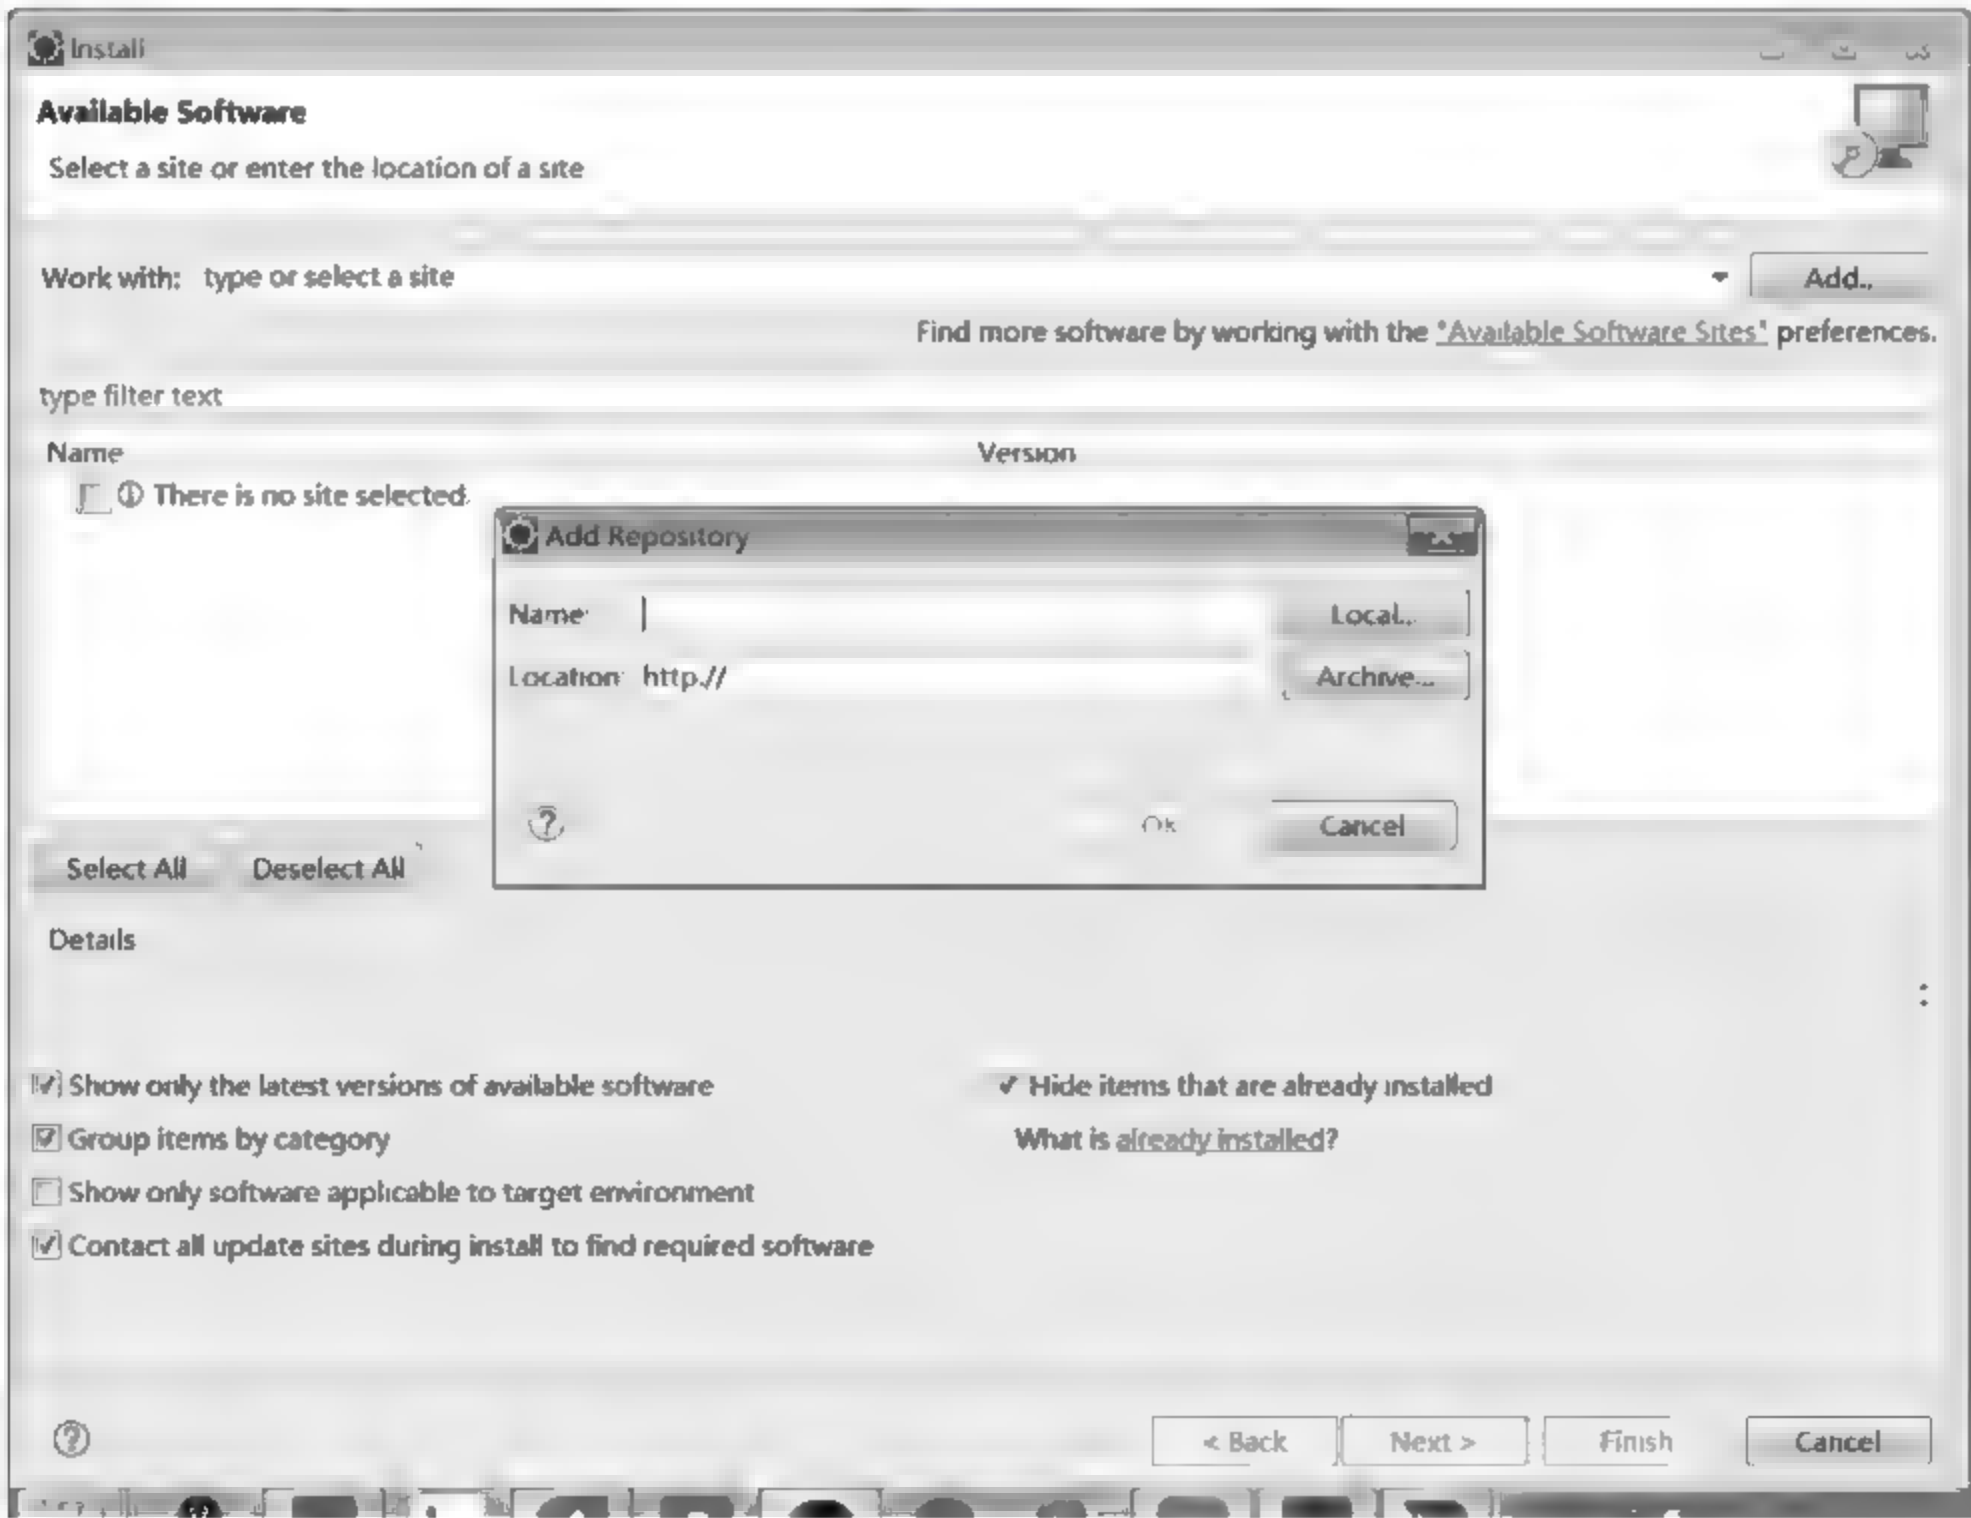 Install
Available Software
Select a site or enter the location of a site
Work with: type or select a site
Add..
Find more software by working with the "Available Software Sites" preferences.
type filter text
Name Version
There is no site selected.
Add Repository
Name: Local...
Location: http:// Archive...
OK Cancel
Select All Deselect All
Details
Show only the latest versions of available software
Hide items that are already installed
Group items by category
What is already installed?
Show only software applicable to target environment
Contact all update sites during install to find required software
< Back Next > Finish Cancel